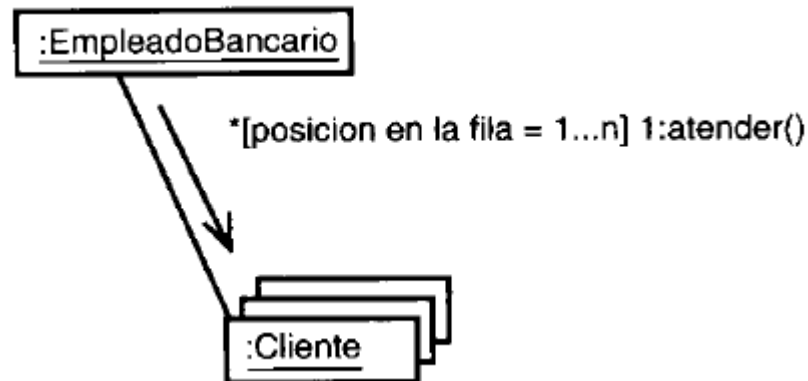 :EmpleadoBancario
*[posicion en la fila = 1...n] 1:atender()
:Cliente